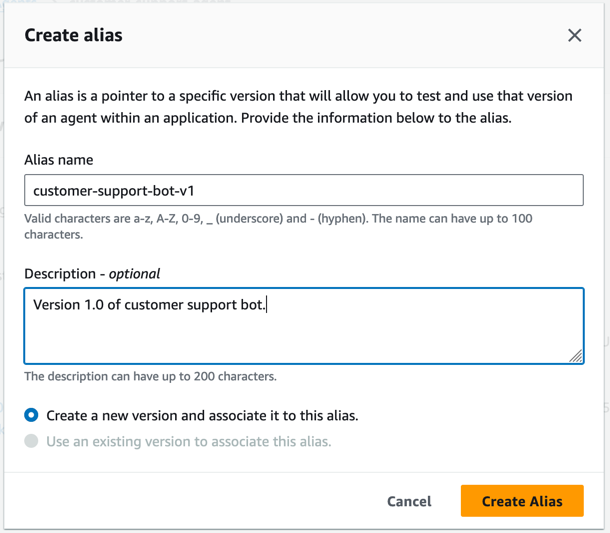 Create alias
An alias is a pointer to a specific version that will allow you to test and use that version
of an agent within an application. Provide the information below to the alias.
Alias name
customer-support-bot-v1
Valid characters are a-z, A-Z, 0-9, _ (underscore) and - (hyphen). The name can have up to 100
characters.
Description - optional
Version 1.0 of customer support bot.
The description can have up to 200 characters.
Create a new version and associate it to this alias.
Use an existing version to associate this alias.
Cancel
Create Alias